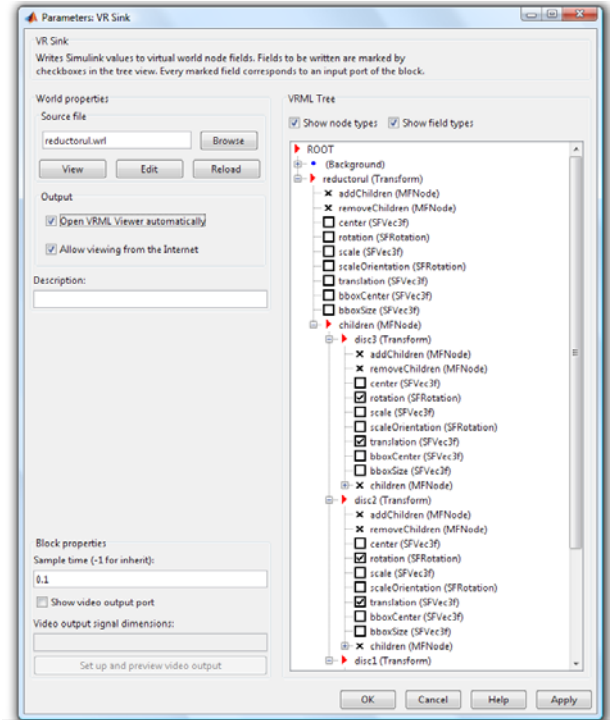 Parameters: VR Sink
VR Sink
Writes Simulink values to virtual world node fields. Fields to be written are marked by
checkboxes in the tree view. Every marked field corresponds to an input port of the block.
World properties
Source file
reductorul.wrl
Browse
View
Edit
Reload
Output
Open VRML Viewer automatically
Allow viewing from the Internet
Description:
Block properties
Sample time (-1 for inherit):
0.1
Show video output port
Video output signal dimensions:
Set up and preview video output
VRML Tree
Show node types
Show field types
ROOT
(Background)
reductorul (Transform)
addChildren (MFNode)
removeChildren (MFNode)
center (SFVec3f)
rotation (SFRotation)
scale (SFVec3f)
scaleOrientation (SFRotation)
translation (SFVec3f)
bboxCenter (SFVec3f)
bboxSize (SFVec3f)
children (MFNode)
disc3 (Transform)
addChildren (MFNode)
removeChildren (MFNode)
center (SFVec3f)
rotation (SFRotation)
scale (SFVec3f)
scaleOrientation (SFRotation)
translation (SFVec3f)
bboxCenter (SFVec3f)
bboxSize (SFVec3f)
children (MFNode)
disc2 (Transform)
addChildren (MFNode)
removeChildren (MFNode)
center (SFVec3f)
rotation (SFRotation)
scale (SFVec3f)
scaleOrientation (SFRotation)
translation (SFVec3f)
bboxCenter (SFVec3f)
bboxSize (SFVec3f)
children (MFNode)
disc1 (Transform)
OK
Cancel
Help
Apply